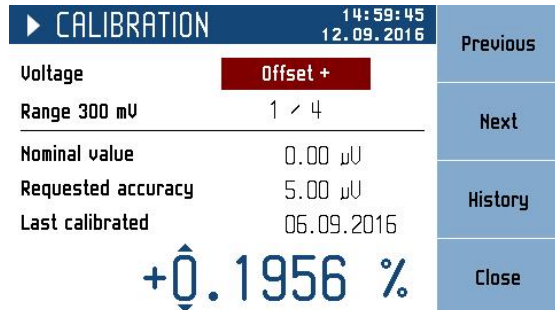 ▶ CALIBRATION
14:59:45
12.09.2016
Voltage Offset +
Range 300 mV 1 / 4
Nominal value 0.00 µV
Requested accuracy 5.00 µV
Last calibrated 06.09.2016
+0.1956 %
Previous
Next
History
Close